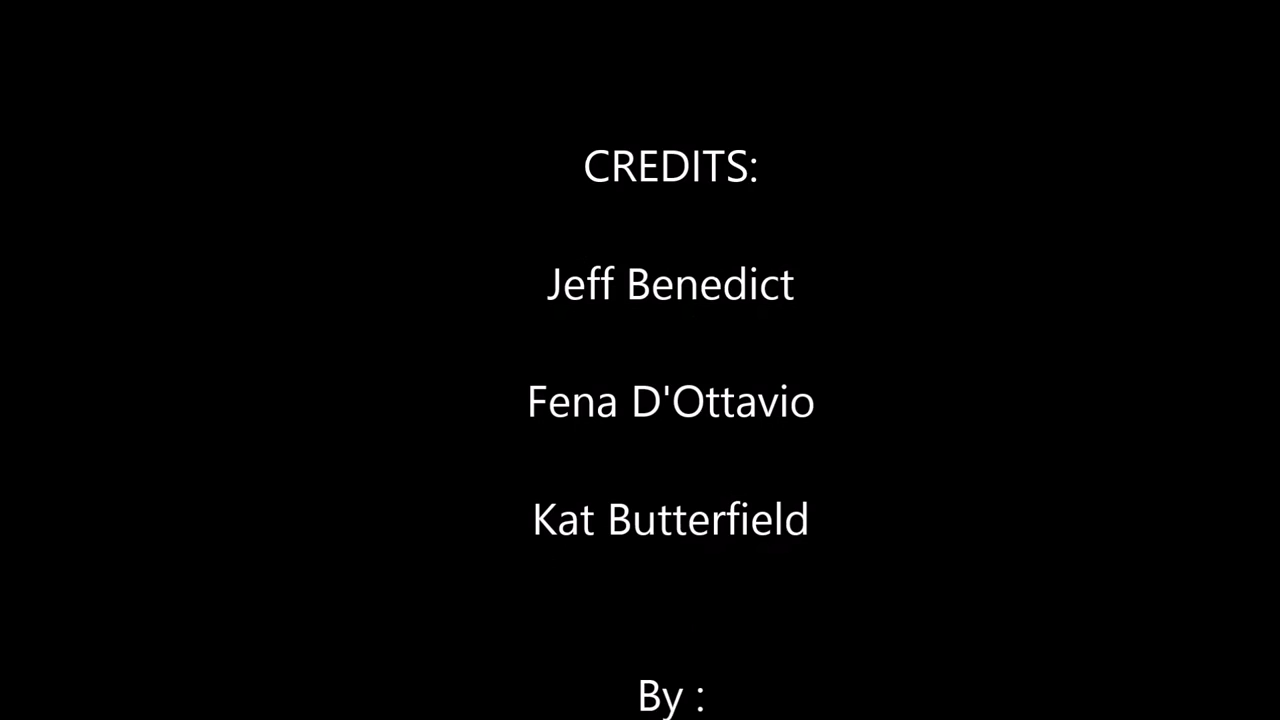 CREDITS:
Jeff Benedict
Fena D'Ottavio
Kat Butterfield
By :